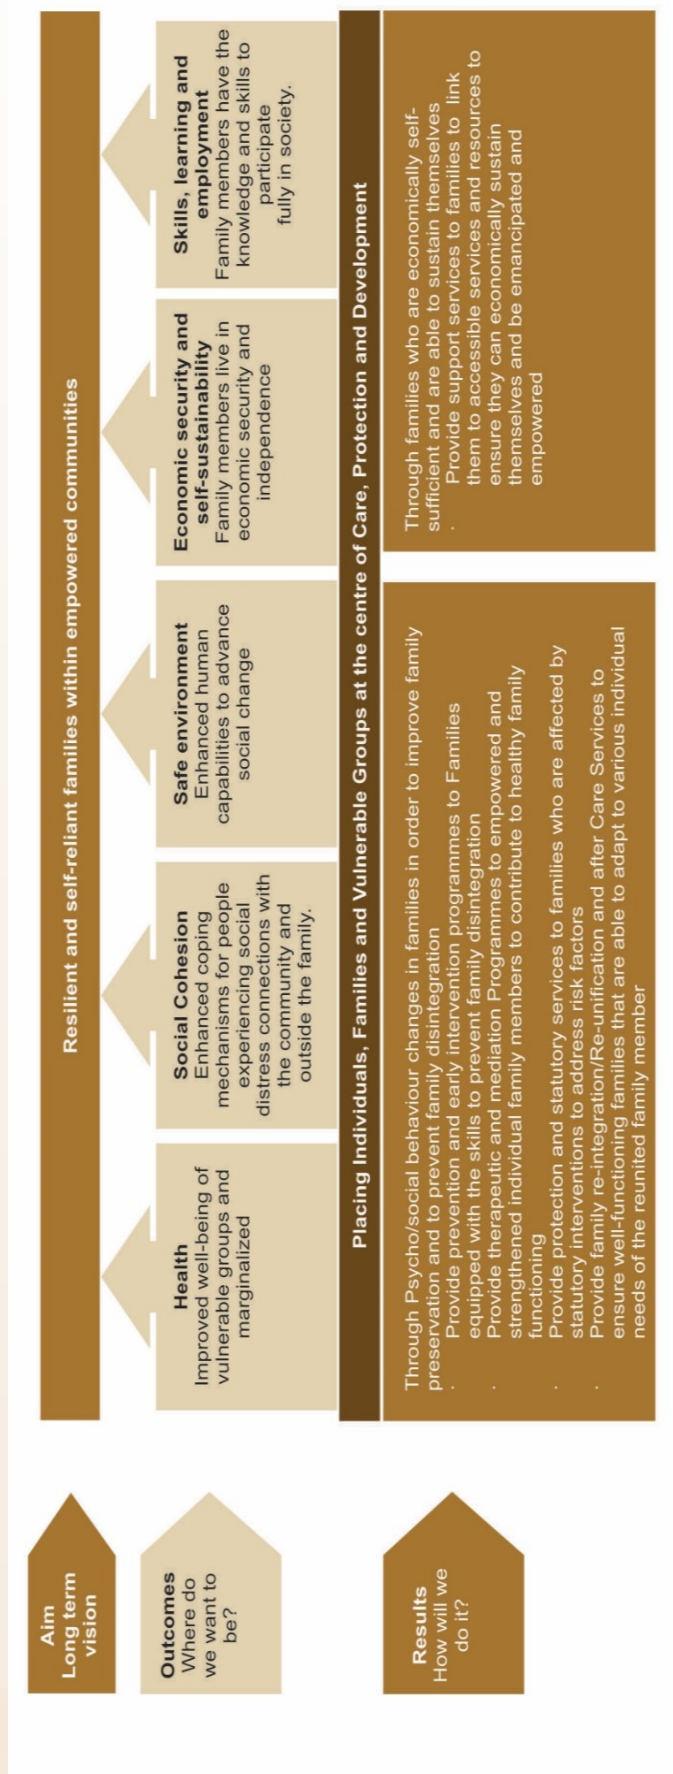 Aim
Long term
vision
Resilient and self-reliant families within empowered communities
Outcomes
Where do
we want to
be?
Health
Improved well-being of
vulnerable groups and
marginalized
Social Cohesion
Enhanced coping
mechanisms for people
experiencing social
distress connections with
the community and
outside the family.
Safe environment
Enhanced human
capabilities to advance
social change
Economic security and
self-sustainability
Family members live in
economic security and
independence
Skills, learning and
employment
Family members have the
knowledge and skills to
participate
fully in society.
Placing Individuals, Families and Vulnerable Groups at the centre of Care, Protection and Development
Results
How will we
do it?
Through Psycho/social behaviour changes in families in order to improve family
preservation and to prevent family disintegration
· Provide prevention and early intervention programmes to Families
equipped with the skills to prevent family disintegration
· Provide therapeutic and mediation Programmes to empowered and
strengthened individual family members to contribute to healthy family
functioning
· Provide protection and statutory services to families who are affected by
statutory interventions to address risk factors
· Provide family re-integration/Re-unification and after Care Services to
ensure well-functioning families that are able to adapt to various individual
needs of the reunited family member
Through families who are economically self-
sufficient and are able to sustain themselves
· Provide support services to families to link
them to accessible services and resources to
ensure they can economically sustain
themselves and be emancipated and
empowered